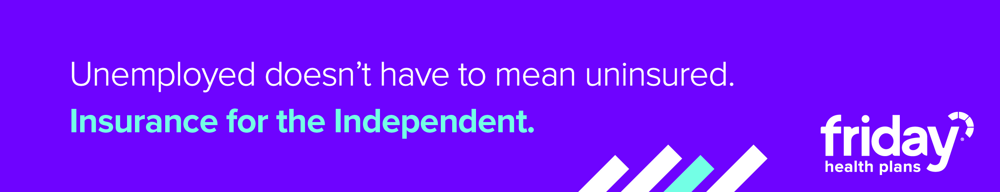 Unemployed doesn’t have to mean uninsured.
Insurance for the Independent.
friday®
health plans